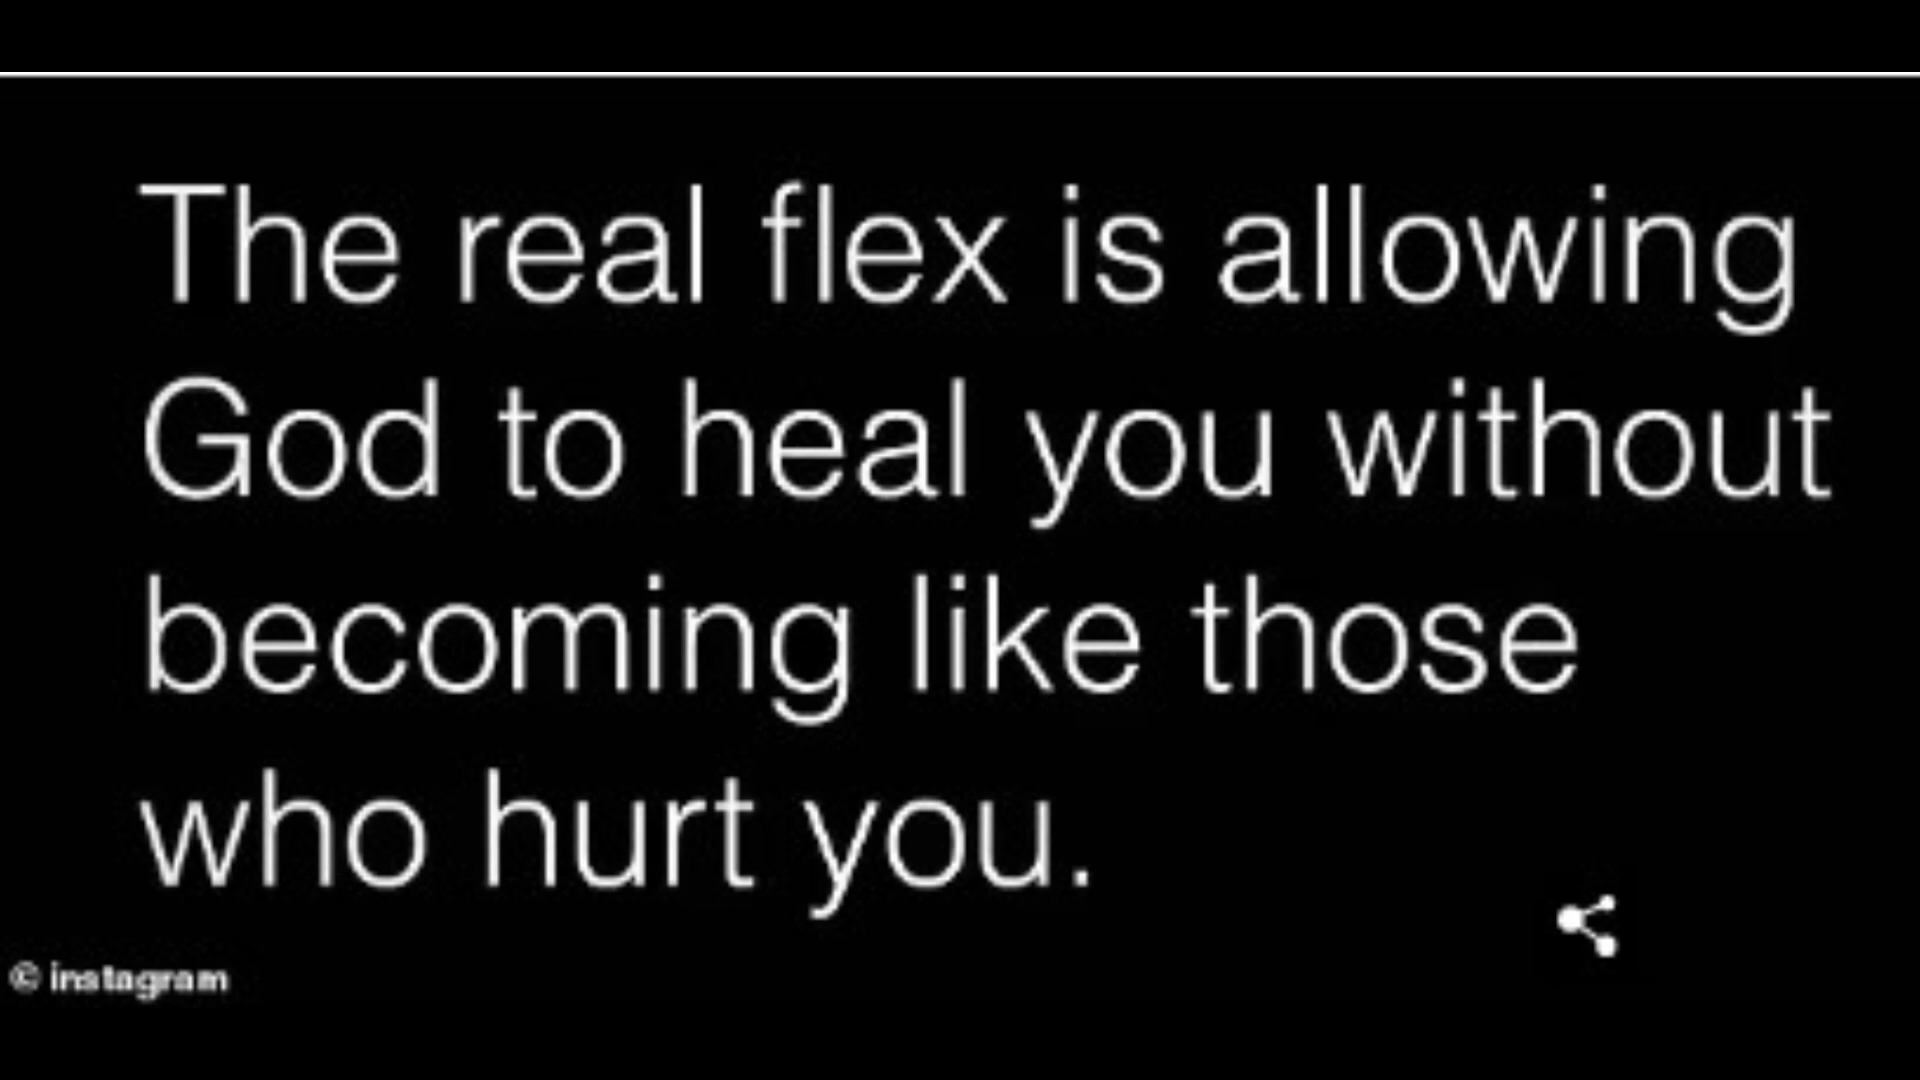 The real flex is allowing
God to heal you without
becoming like those
who hurt you.
© instagram